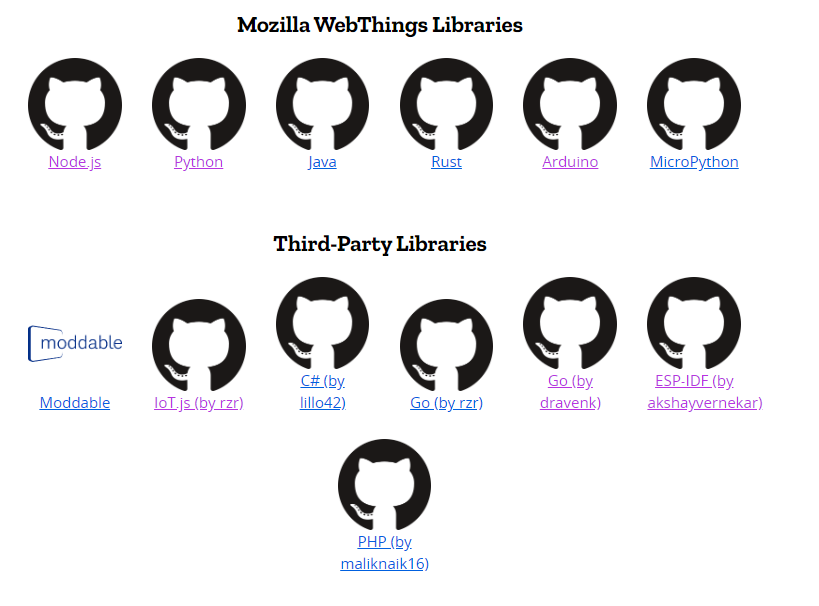 Mozilla WebThings Libraries
Node.js Python Java Rust Arduino MicroPython
Third-Party Libraries
moddable
Moddable
IoT.js (by rzr)
C# (by
lillo42)
Go (by rzr)
Go (by
dravenk)
ESP-IDF (by
akshayvernekar)
PHP (by
maliknaik16)